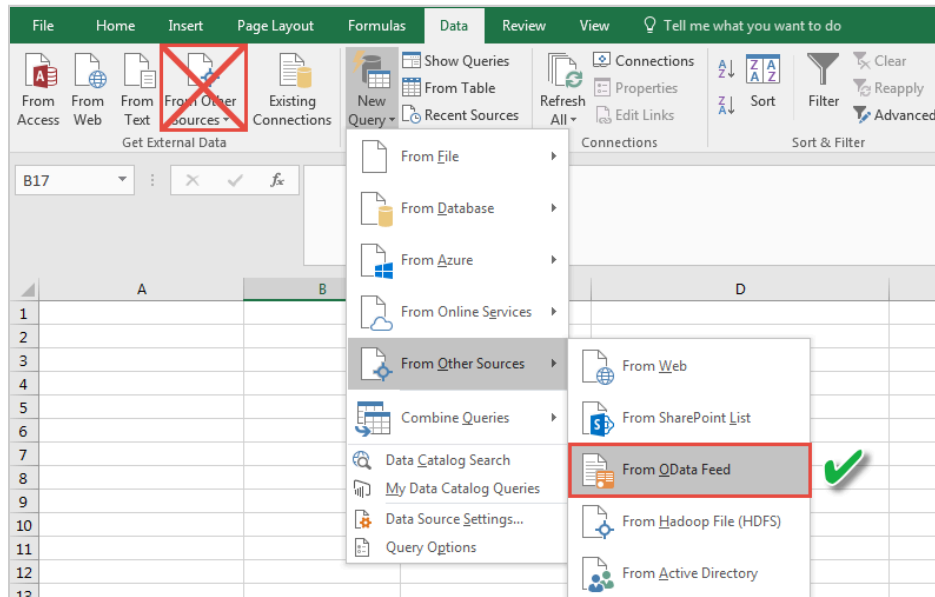 File Home Insert Page Layout Formulas Data Review View Tell me what you want to do
From Access
From Web
From Text
From Other Sources
Existing Connections
Get External Data
New Query
Show Queries
From Table
Recent Sources
Refresh All
Connections
Properties
Edit Links
Connections
Sort
Filter
Clear
Reapply
Advanced
Sort & Filter
B17
fx
From File
From Database
From Azure
From Online Services
From Other Sources
Combine Queries
Data Catalog Search
My Data Catalog Queries
Data Source Settings...
Query Options
From Web
From SharePoint List
From OData Feed
From Hadoop File (HDFS)
From Active Directory
A B D
1
2
3
4
5
6
7
8
9
10
11
12
13